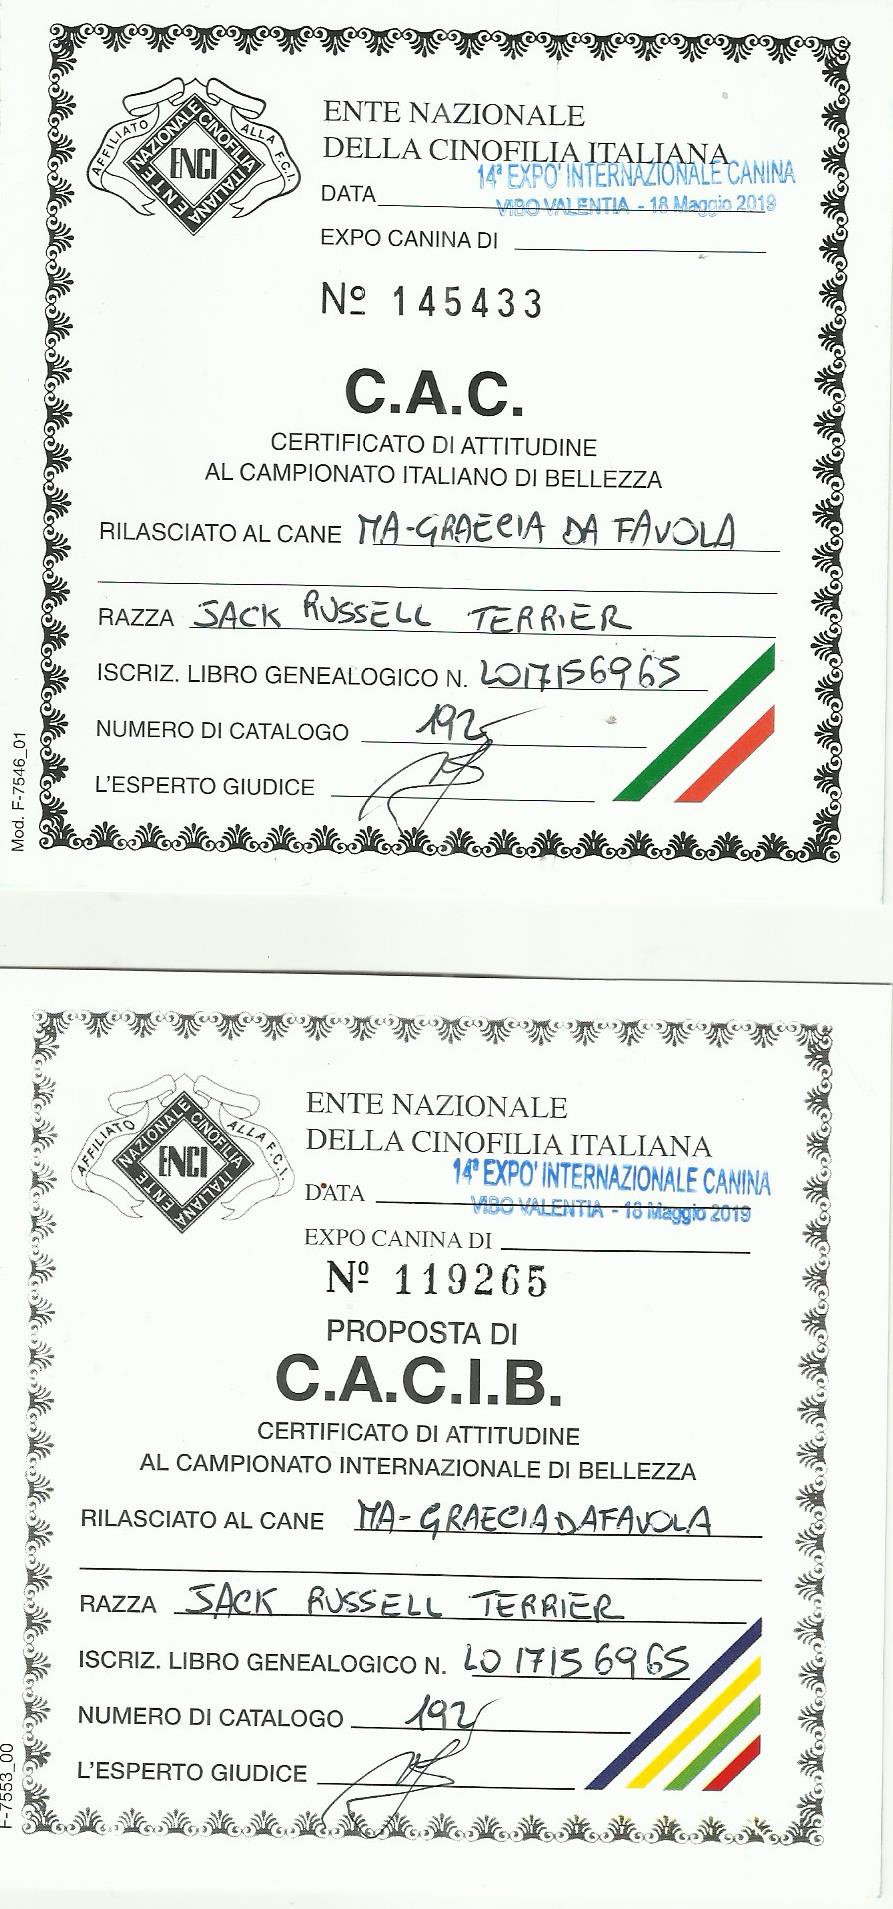 AFFILIATO ALLA F.C.I.
ENTE NAZIONALE CINOFILIA ITALIANA
ENCI
ENTE NAZIONALE
DELLA CINOFILIA ITALIANA
14ª EXPO' INTERNAZIONALE CANINA
DATA
VIBO VALENTIA - 18 Maggio 2019
EXPO CANINA DI
Nº 145433
C.A.C.
CERTIFICATO DI ATTITUDINE
AL CAMPIONATO ITALIANO DI BELLEZZA
RILASCIATO AL CANE MA-GRAECIA DA FAVOLA
RAZZA JACK RUSSELL TERRIER
ISCRIZ. LIBRO GENEALOGICO N. LO17156965
NUMERO DI CATALOGO 192
L'ESPERTO GIUDICE
Mod. F-7546_01
AFFILIATO ALLA F.C.I.
ENTE NAZIONALE CINOFILIA ITALIANA
ENCI
ENTE NAZIONALE
DELLA CINOFILIA ITALIANA
14ª EXPO' INTERNAZIONALE CANINA
DATA
VIBO VALENTIA - 18 Maggio 2019
EXPO CANINA DI
Nº 119265
PROPOSTA DI
C.A.C.I.B.
CERTIFICATO DI ATTITUDINE
AL CAMPIONATO INTERNAZIONALE DI BELLEZZA
RILASCIATO AL CANE MA-GRAECIA DA FAVOLA
RAZZA JACK RUSSELL TERRIER
ISCRIZ. LIBRO GENEALOGICO N. LO 17156965
NUMERO DI CATALOGO 192
L'ESPERTO GIUDICE
F-7553_00